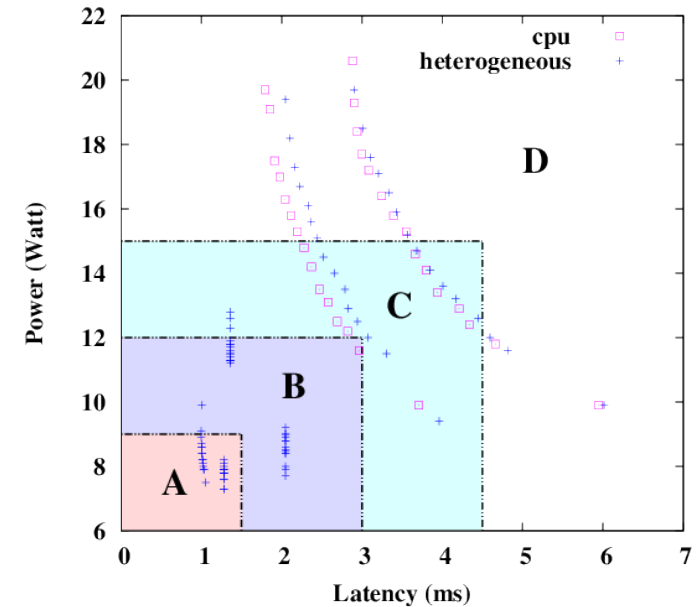 22
20
18
16
14
12
10
8
6
Power (Watt)
cpu
heterogeneous
D
C
B
A
0 1 2 3 4 5 6 7
Latency (ms)